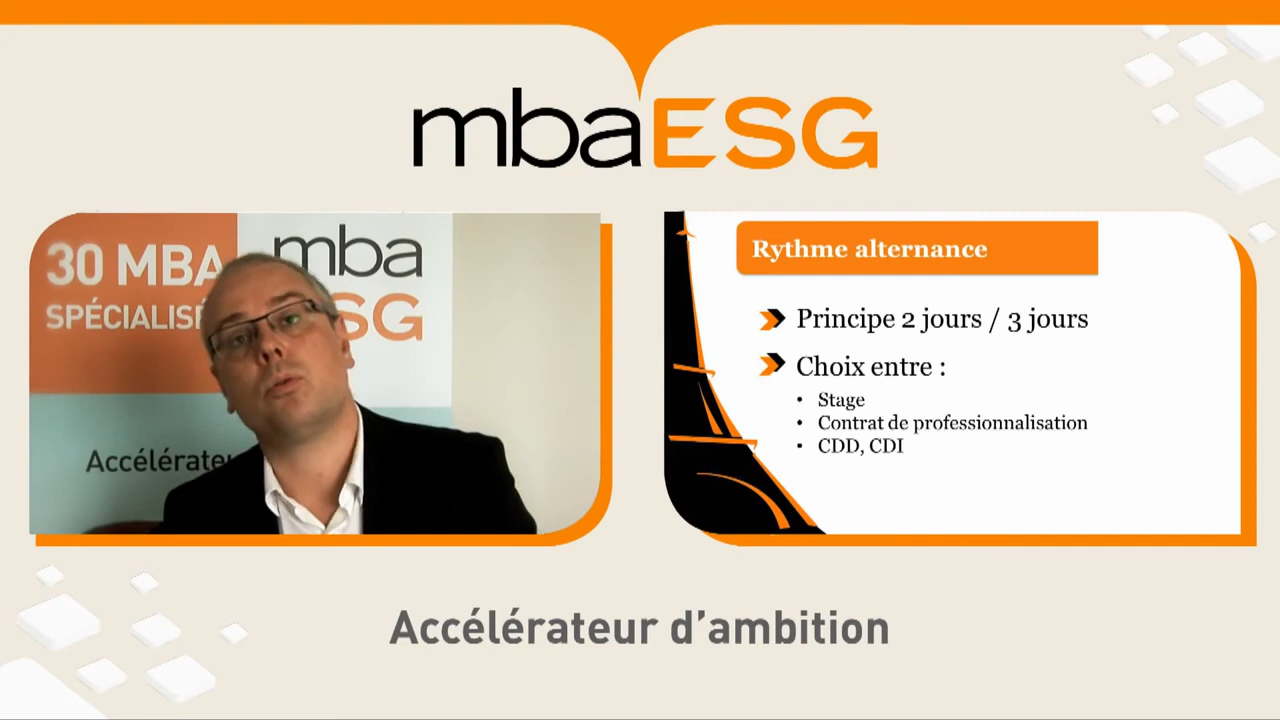 mbaESG
30 MBA
SPÉCIALISÉ
mba
SG
Accélérate
Rythme alternance
Principe 2 jours / 3 jours
Choix entre :
• Stage
• Contrat de professionnalisation
• CDD, CDI
Accélérateur d’ambition